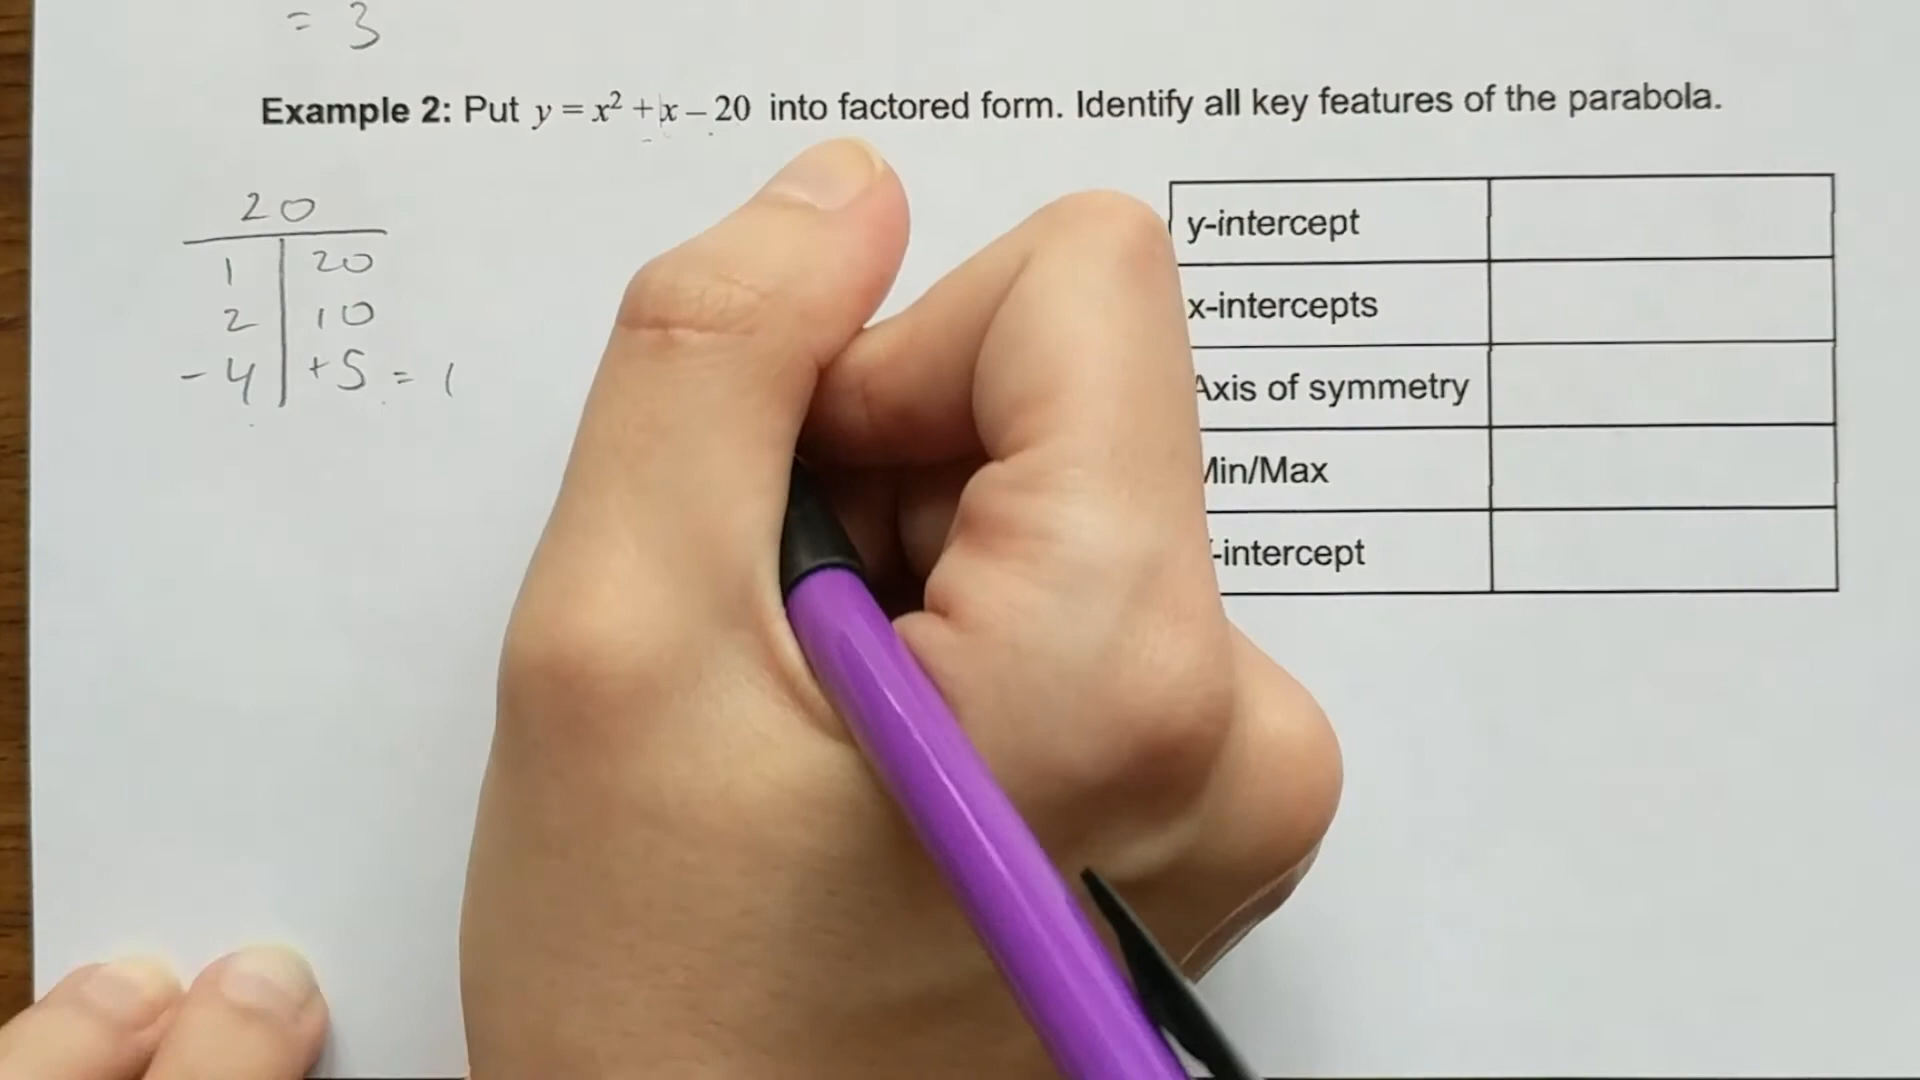 = 3
Example 2: Put y = x² + x – 20 into factored form. Identify all key features of the parabola.
20
1 20
2 10
- 4 + 5 = 1
y-intercept
x-intercepts
Axis of symmetry
Min/Max
-intercept